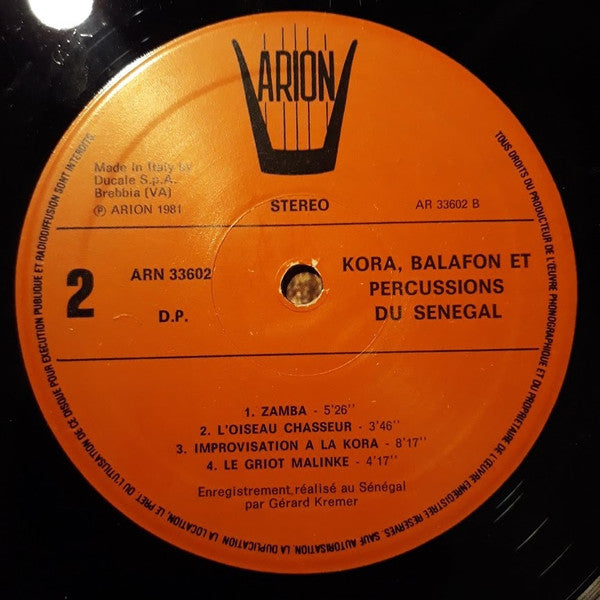 ARION
Made in Italy by
Ducale S.p.A.
Brebbia (VA)
Ⓟ ARION 1981
STEREO
AR 33602 B
2
ARN 33602
D.P.
KORA, BALAFON ET
PERCUSSIONS
DU SENEGAL
1. ZAMBA - 5'26''
2. L'OISEAU CHASSEUR - 3'46''
3. IMPROVISATION A LA KORA - 8'17''
4. LE GRIOT MALINKE - 4'17''
Enregistrement réalisé au Sénégal
par Gérard Kremer
TOUS DROITS DU PRODUCTEUR DE L'ŒUVRE PHONOGRAPHIQUE ET DU PROPRIETAIRE DE L'ŒUVRE ENREGISTREE RESERVES. SAUF AUTORISATION, LA DUPLICATION, LA LOCATION, LE PRET OU L'UTILISATION DE CE DISQUE POUR EXECUTION PUBLIQUE ET RADIODIFFUSION SONT INTERDITS.